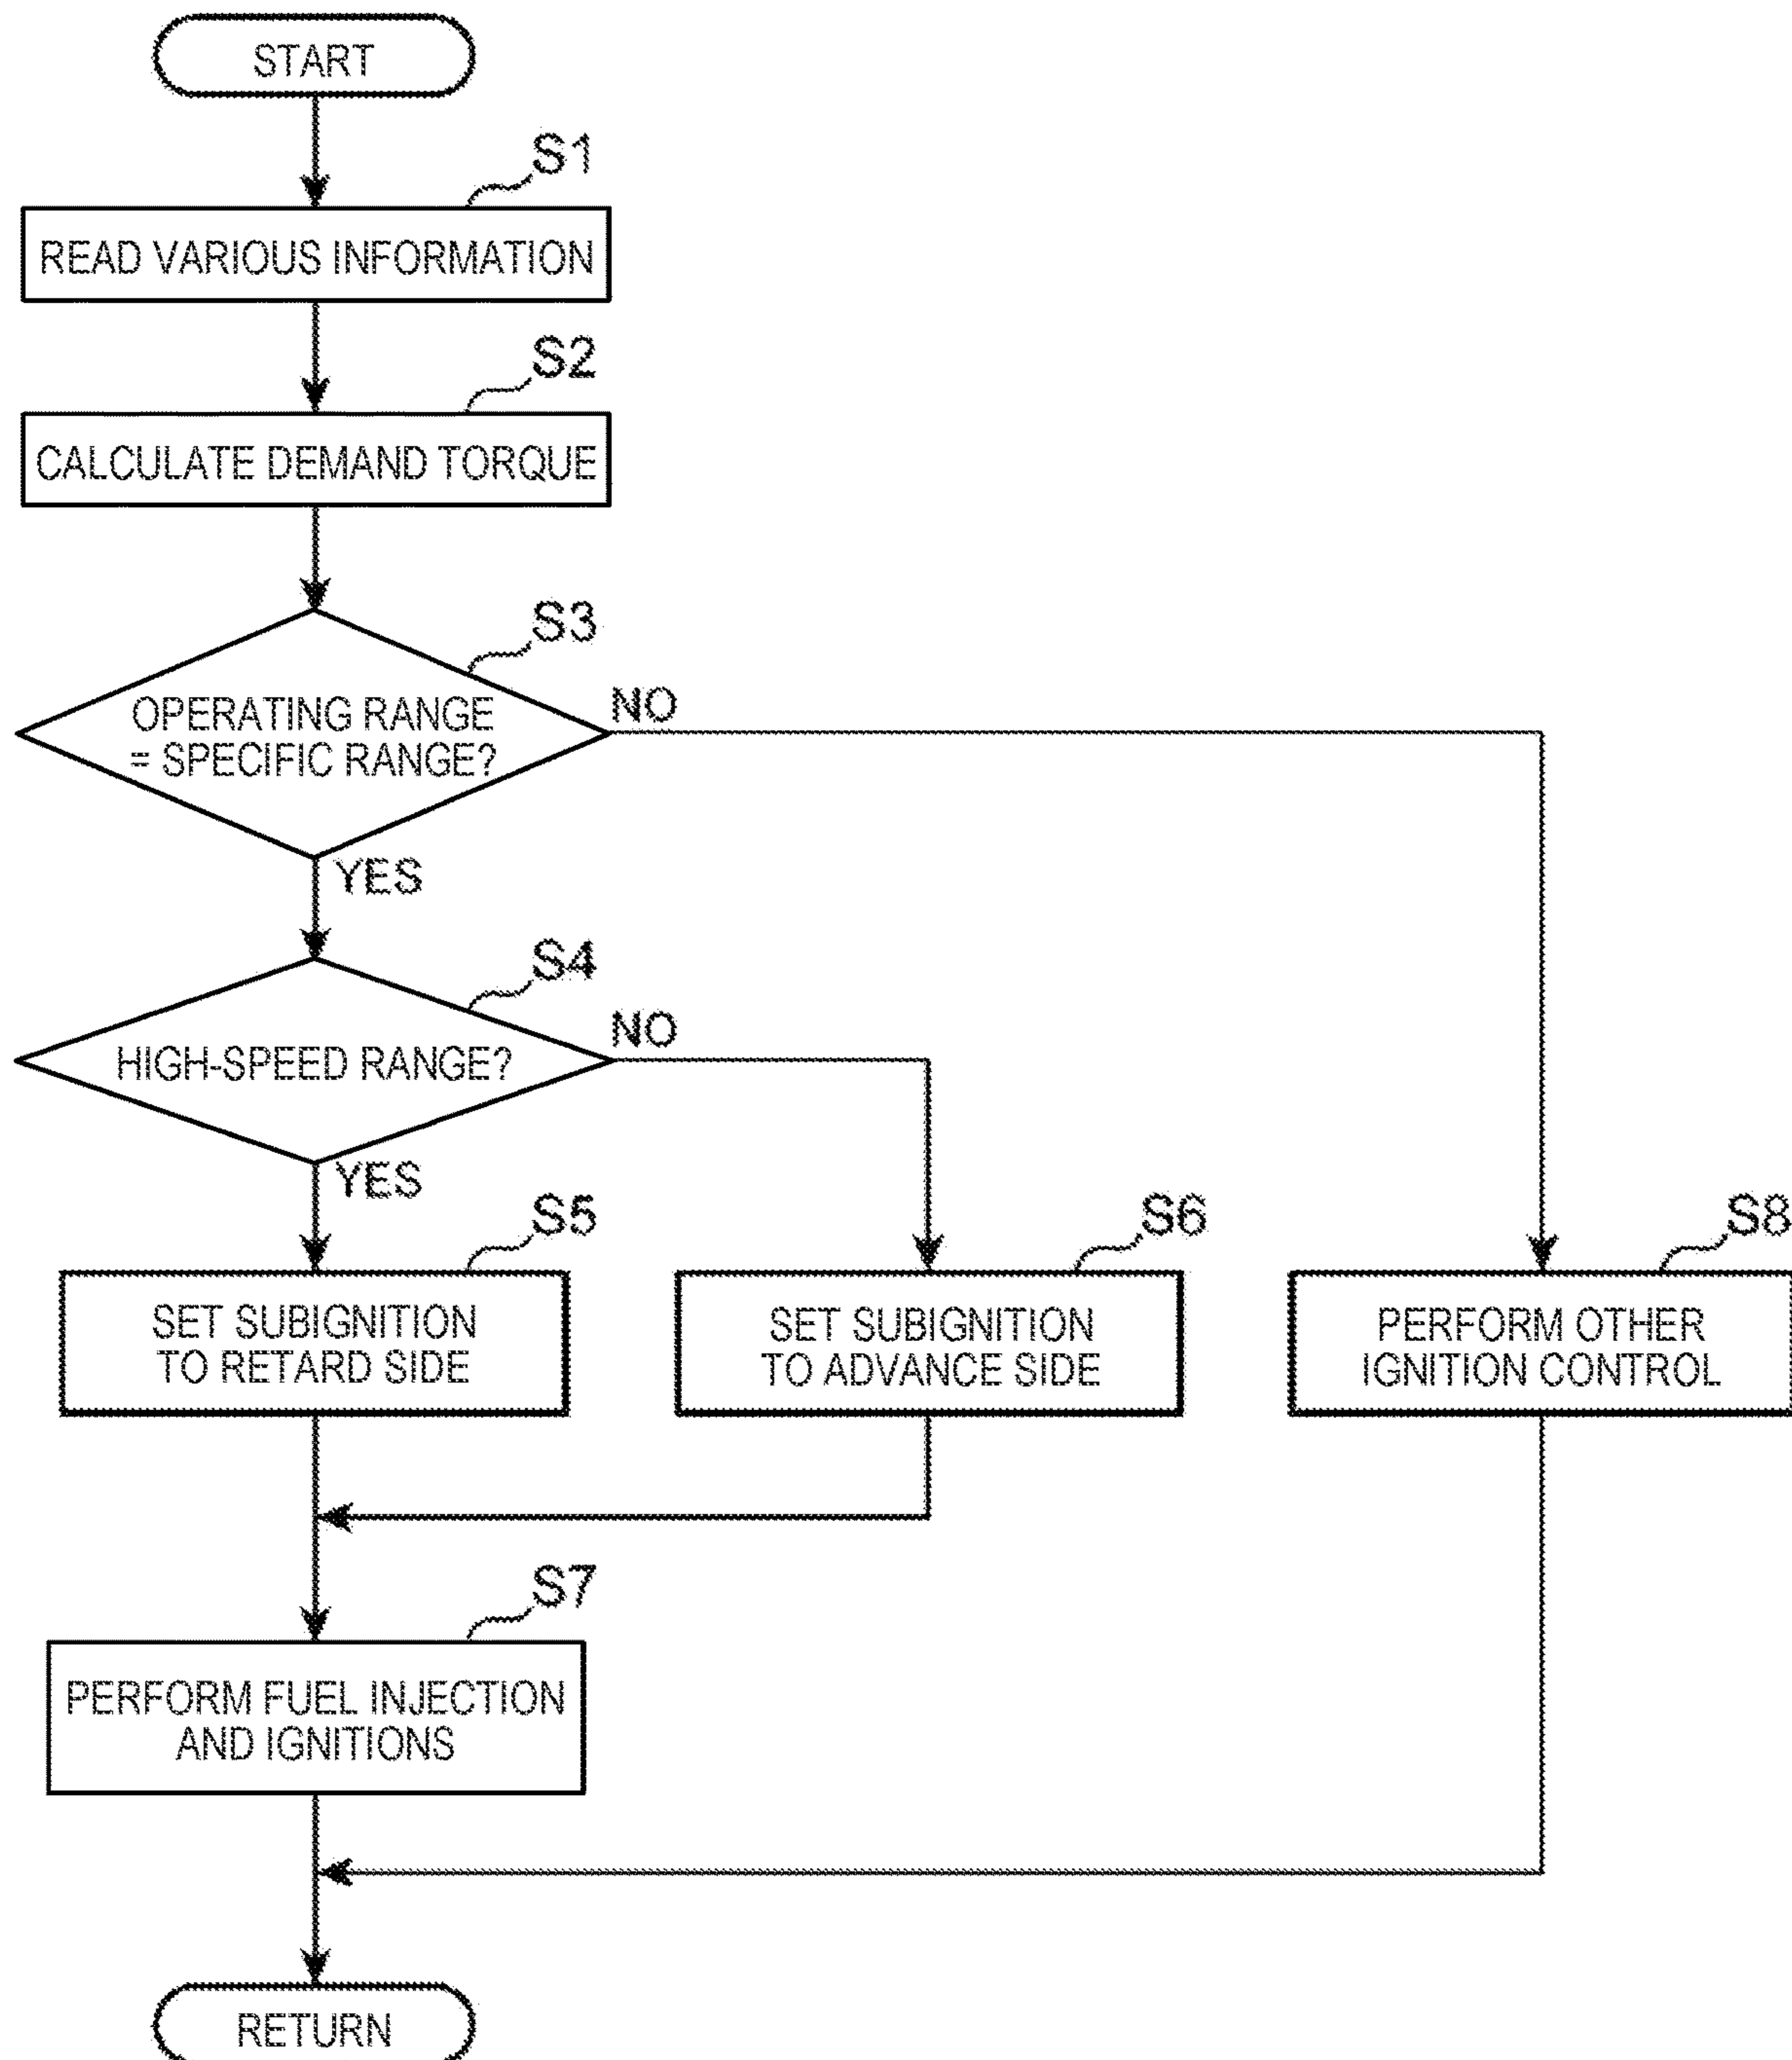 START
S1
READ VARIOUS INFORMATION
S2
CALCULATE DEMAND TORQUE
S3
OPERATING RANGE
= SPECIFIC RANGE?
NO
YES
S4
HIGH-SPEED RANGE?
NO
YES
S5
SET SUBIGNITION
TO RETARD SIDE
S6
SET SUBIGNITION
TO ADVANCE SIDE
S8
PERFORM OTHER
IGNITION CONTROL
S7
PERFORM FUEL INJECTION
AND IGNITIONS
RETURN